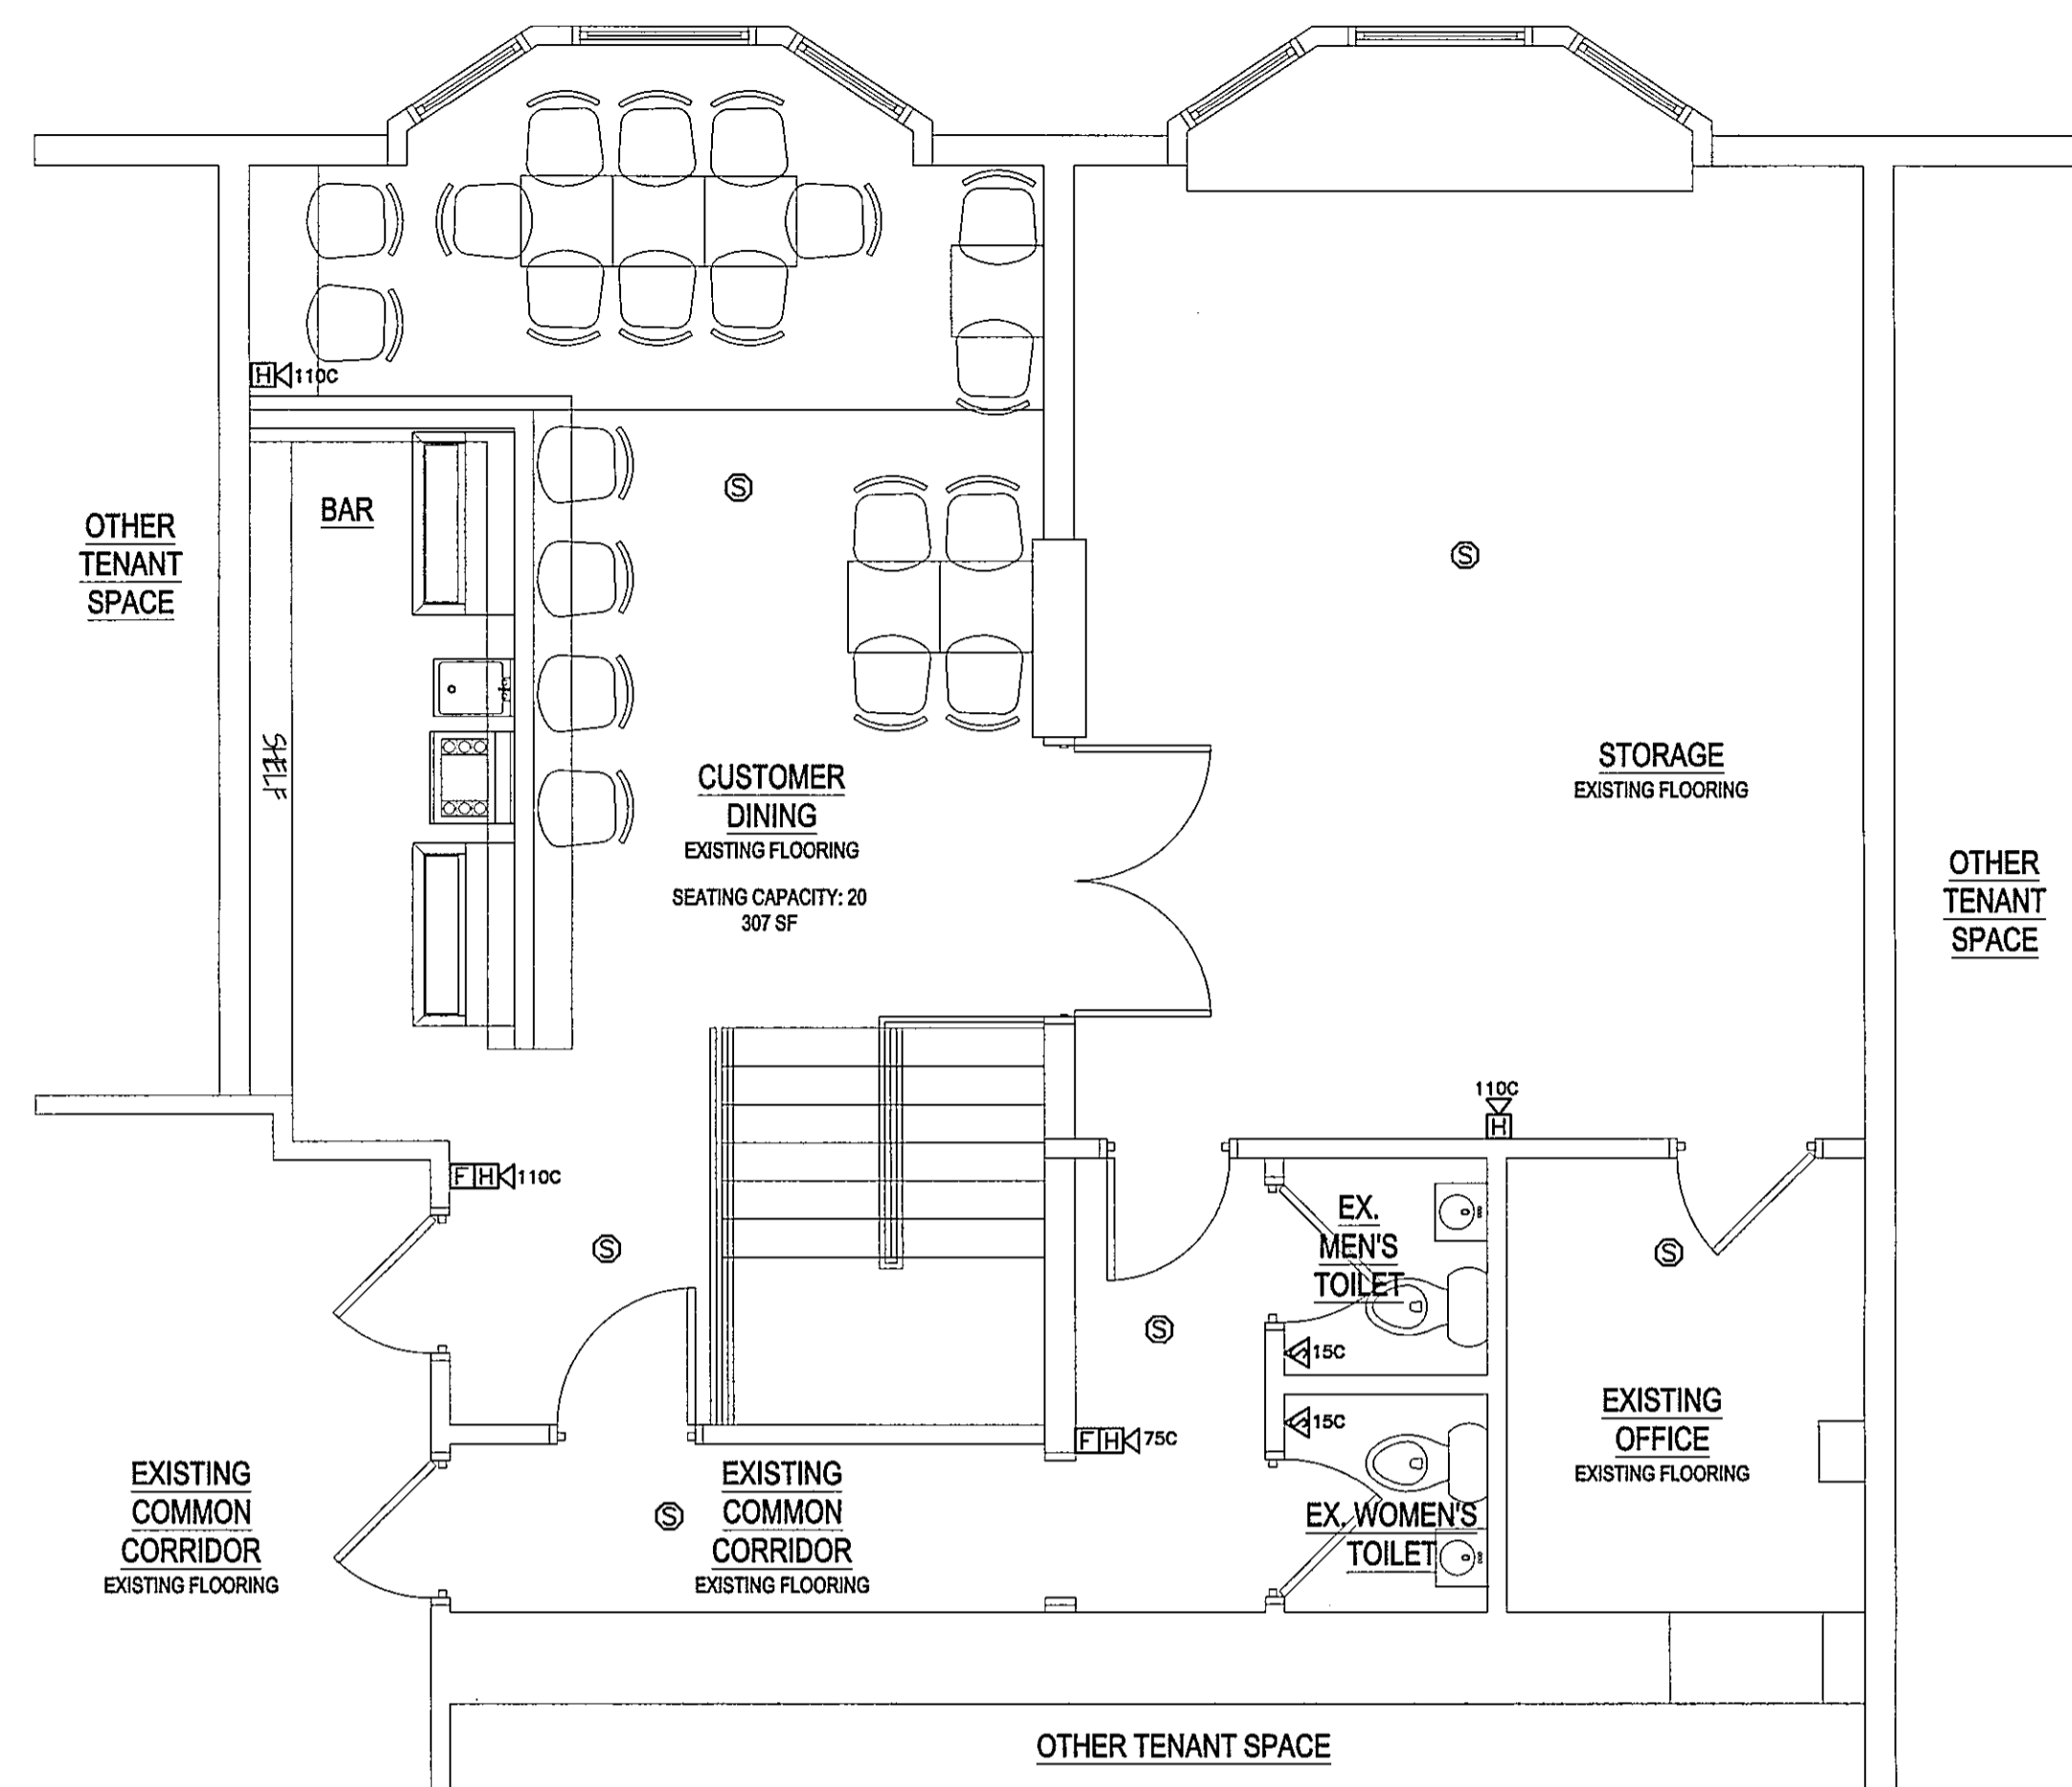 H 110C
S
BAR
OTHER
TENANT
SPACE
S
SHELF
CUSTOMER
DINING
EXISTING FLOORING
SEATING CAPACITY: 20
307 SF
STORAGE
EXISTING FLOORING
OTHER
TENANT
SPACE
110C
H
F H 110C
S
EX.
MEN'S
TOILET
S
S
15C
15C
F H 75C
EXISTING
OFFICE
EXISTING FLOORING
EXISTING
COMMON
CORRIDOR
EXISTING FLOORING
S
EXISTING
COMMON
CORRIDOR
EXISTING FLOORING
EX. WOMEN'S
TOILET
OTHER TENANT SPACE